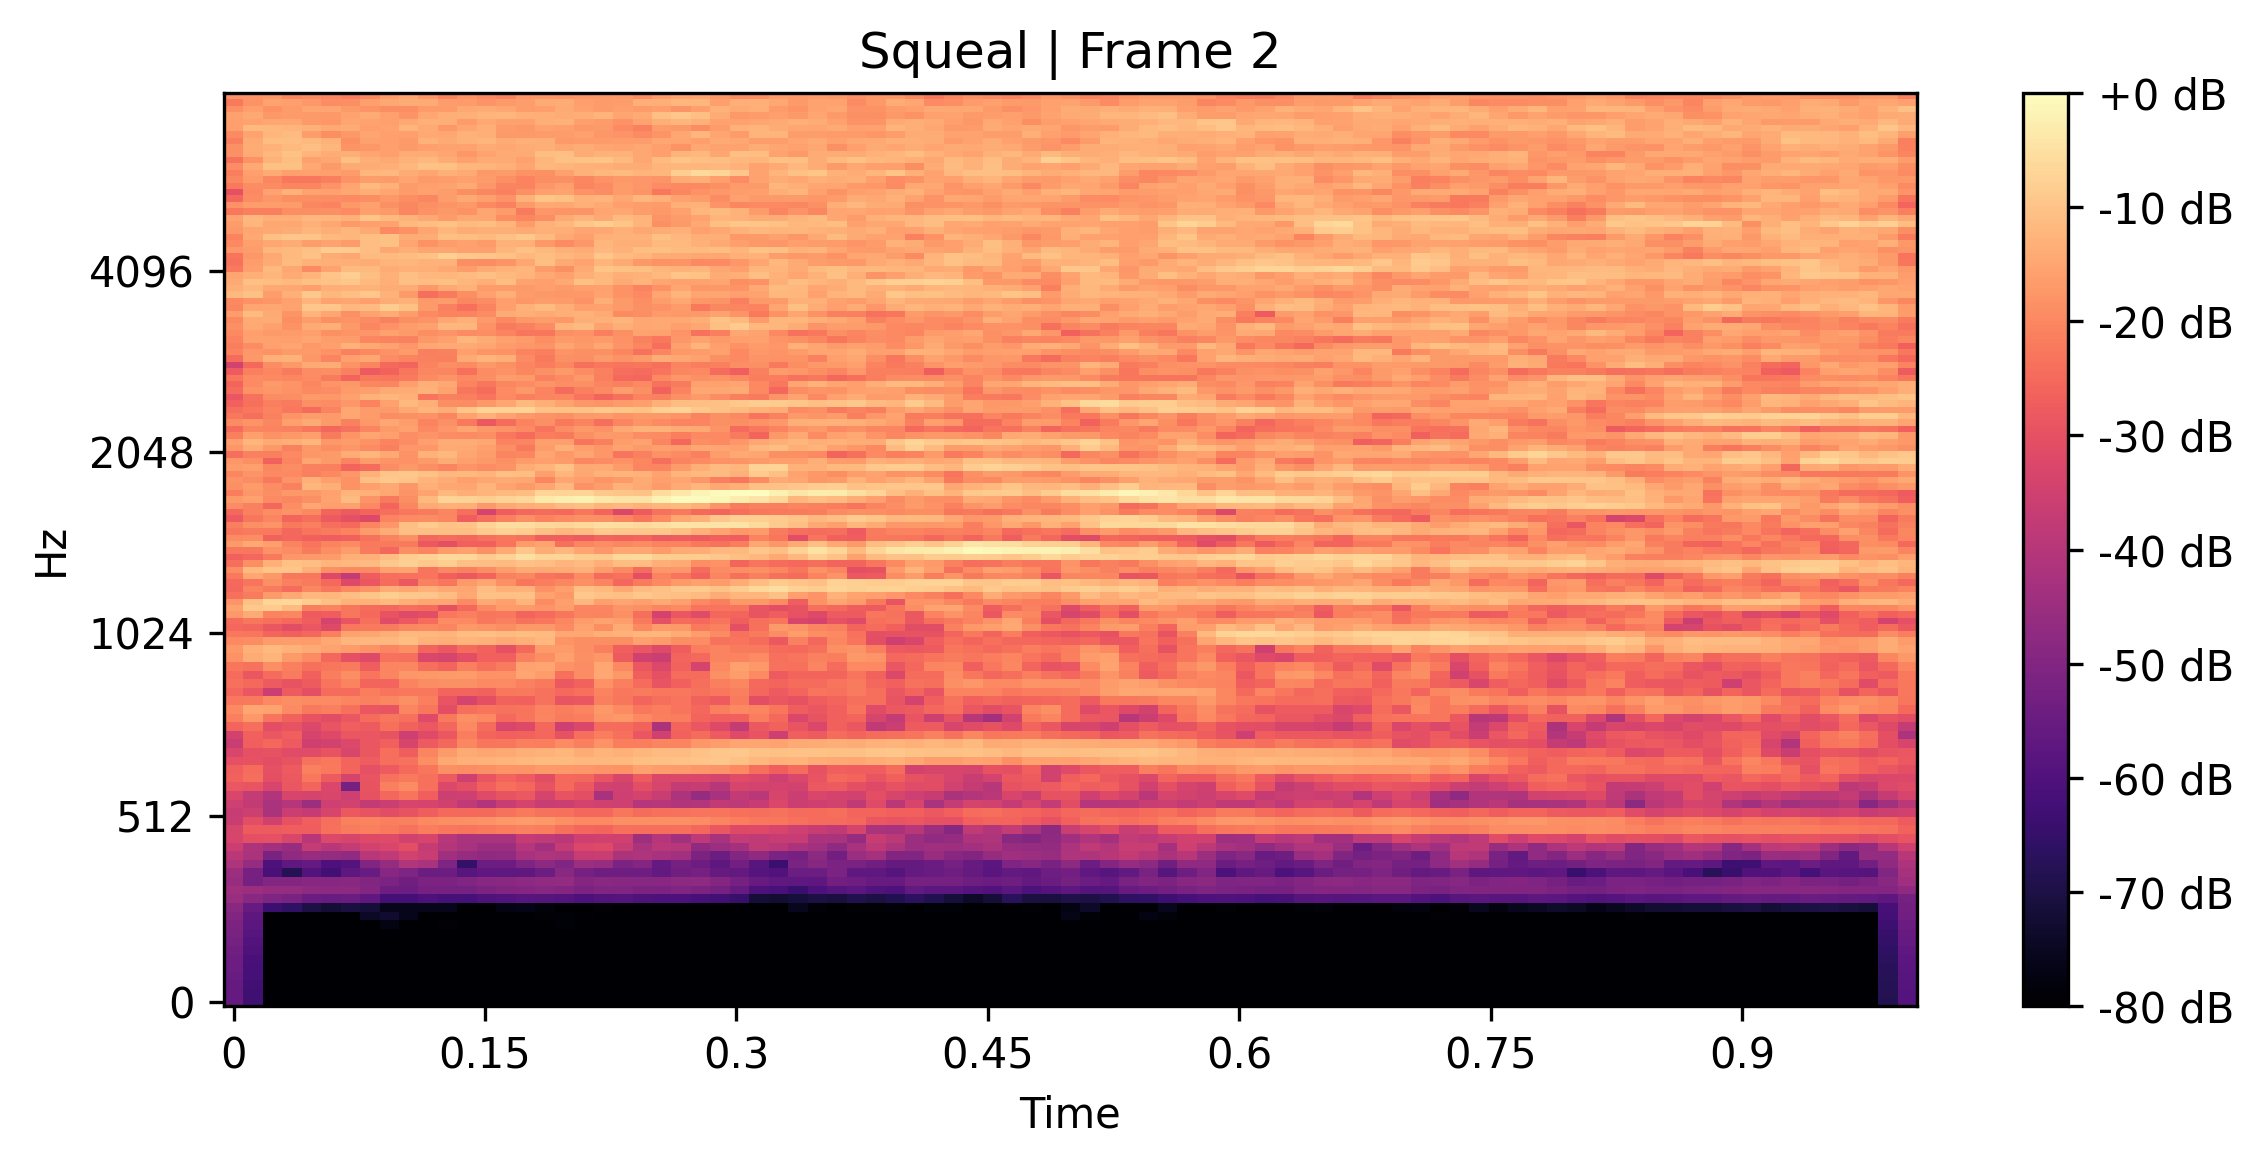 Squeal | Frame 2
+0 dB
-10 dB
-20 dB
-30 dB
-40 dB
-50 dB
-60 dB
-70 dB
-80 dB
4096
2048
1024
512
0
Hz
0 0.15 0.3 0.45 0.6 0.75 0.9
Time